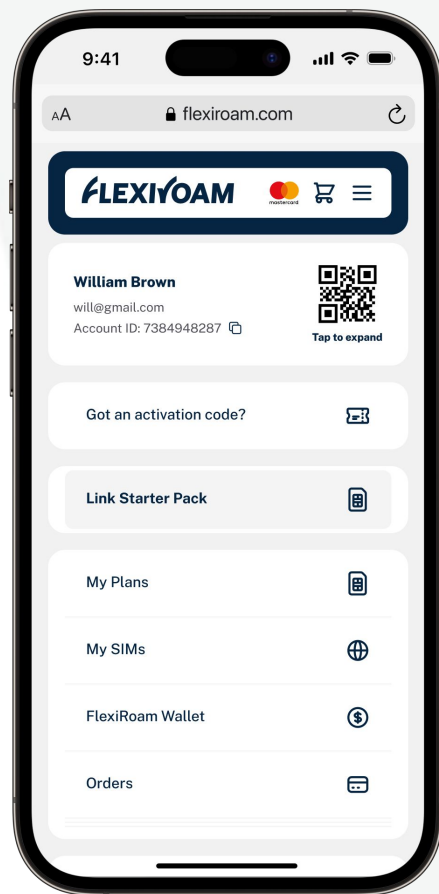 9:41
AA
flexiroam.com
FLEXIROAM
mastercard
William Brown
will@gmail.com
Account ID: 7384948287
Tap to expand
Got an activation code?
Link Starter Pack
My Plans
My SIMs
FlexiRoam Wallet
Orders